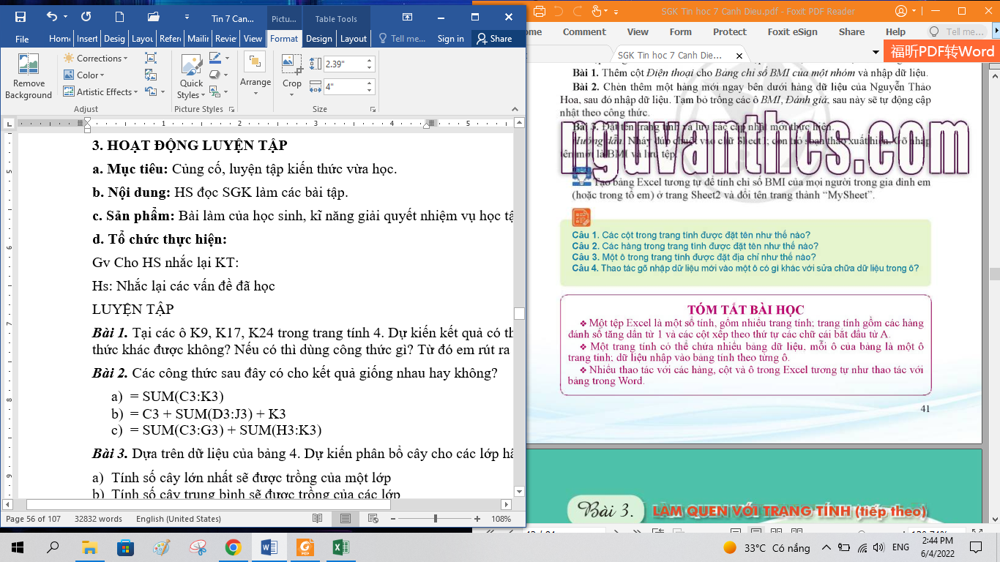 Tin 7 Can...
Pictu...
Table Tools
File
Hom
Insert
Desig
Layou
Refere
Mailin
Revie
View
Format
Design
Layout
Tell me...
Sign in
Share
Remove
Background
Corrections
Color
Artistic Effects
Adjust
Quick
Styles
Picture Styles
Arrange
Crop
2.39"
4"
Size
3. HOẠT ĐỘNG LUYỆN TẬP
a. Mục tiêu: Củng cố, luyện tập kiến thức vừa học.
b. Nội dung: HS đọc SGK làm các bài tập.
c. Sản phẩm: Bài làm của học sinh, kĩ năng giải quyết nhiệm vụ học tậ
d. Tổ chức thực hiện:
Gv Cho HS nhắc lại KT:
Hs: Nhắc lại các vấn đề đã học
LUYỆN TẬP
Bài 1. Tại các ô K9, K17, K24 trong trang tính 4. Dự kiến kết quả có th
thức khác được không? Nếu có thì dùng công thức gì? Từ đó em rút ra
Bài 2. Các công thức sau đây có cho kết quả giống nhau hay không?
a) = SUM(C3:K3)
b) = C3 + SUM(D3:J3) + K3
c) = SUM(C3:G3) + SUM(H3:K3)
Bài 3. Dựa trên dữ liệu của bảng 4. Dự kiến phân bổ cây cho các lớp hã
a) Tính số cây lớn nhất sẽ được trồng của một lớp
b) Tính số cây trung bình sẽ được trồng của các lớp
Page 56 of 107
32832 words
English (United States)
108%
SGK Tin hoc 7 Canh Dieu.pdf - Foxit PDF Reader
ome
Comment
View
Form
Protect
Foxit eSign
Share
Help
Tell me...
SGK Tin hoc 7 Canh Die...
福昕PDF转Word
Bài 1. Thêm cột Điện thoại cho Bảng chỉ số BMI của một nhóm và nhập dữ liệu.
Bài 2. Chèn thêm một hàng mới ngay bên dưới hàng dữ liệu của Nguyễn Thảo
Hoa, sau đó nhập dữ liệu. Tạm bỏ trống các ô BMI, Đánh giá, sau này sẽ tự động cập
nhật theo công thức.
Bài 3. Đặt tên trang tính và lưu các cập nhật mới thực hiện.
Hướng dẫn: Nháy đúp chuột vào chữ Sheet1; con trỏ soạn thảo xuất hiện. Gõ nhập
tên mới là BMI và lưu tệp.
nguvanthcs.com
Tạo bảng Excel tương tự để tính chỉ số BMI của mọi người trong gia đình em
(hoặc trong tổ em) ở trang Sheet2 và đổi tên trang thành “MySheet”.
Câu 1. Các cột trong trang tính được đặt tên như thế nào?
Câu 2. Các hàng trong trang tính được đặt tên như thế nào?
Câu 3. Một ô trong trang tính được đặt địa chỉ như thế nào?
Câu 4. Thao tác gõ nhập dữ liệu mới vào một ô có gì khác với sửa chữa dữ liệu trong ô?
TÓM TẮT BÀI HỌC
❖ Một tệp Excel là một sổ tính, gồm nhiều trang tính; trang tính gồm các hàng
đánh số tăng dần từ 1 và các cột xếp theo thứ tự các chữ cái bắt đầu từ A.
❖ Một trang tính có thể chứa nhiều bảng dữ liệu, mỗi ô của bảng là một ô
trang tính; dữ liệu nhập vào bảng tính theo từng ô.
❖ Nhiều thao tác với các hàng, cột và ô trong Excel tương tự như thao tác với
bảng trong Word.
41
Bài 3. LÀM QUEN VỚI TRANG TÍNH (tiếp theo)
33°C Có nắng
ENG
2:44 PM
6/4/2022